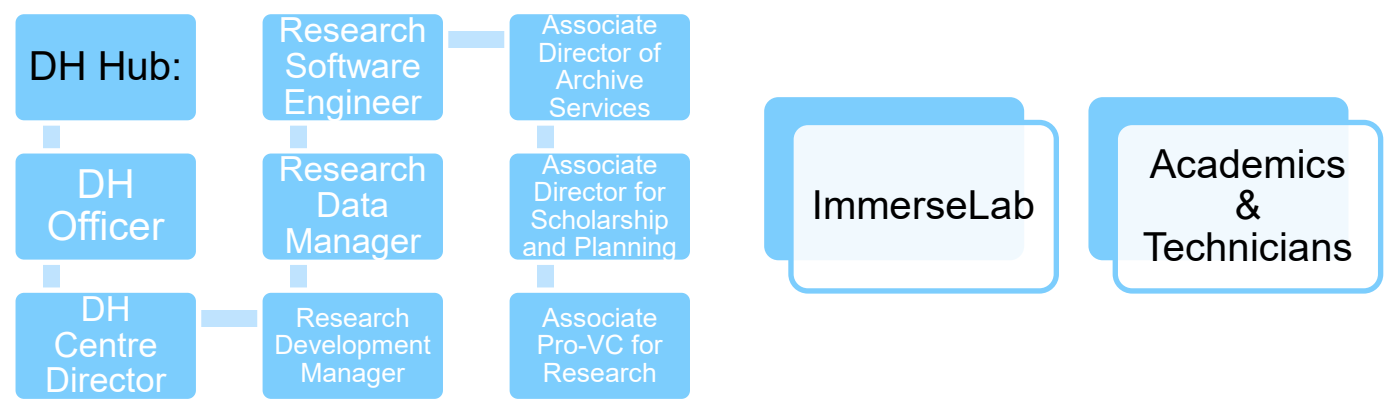 DH Hub:
DH
Officer
DH
Centre
Director
Research
Development
Manager
Research
Data
Manager
Research
Software
Engineer
Associate
Director of
Archive
Services
Associate
Director for
Scholarship
and Planning
Associate
Pro-VC for
Research
ImmerseLab
Academics
&
Technicians